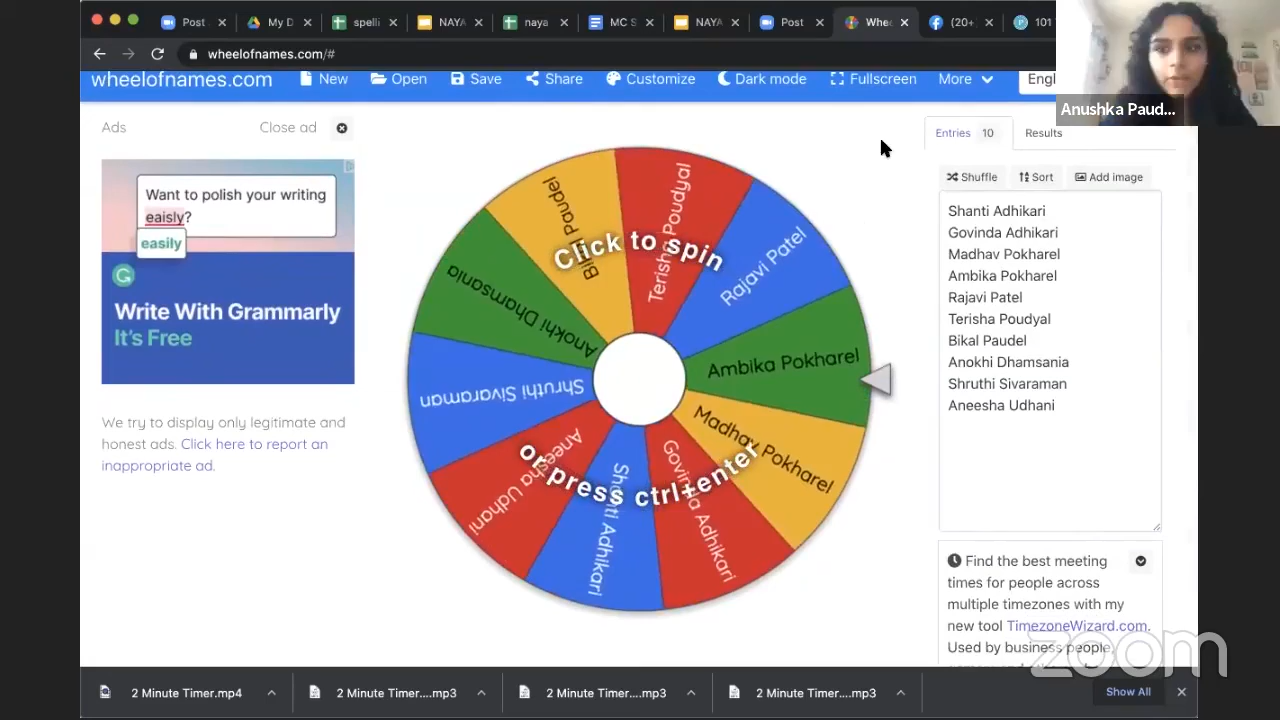 Post
My D
spelli
NAYA
naya
MC S
NAYA
Post
Whee
(20+
101
wheelofnames.com/#
Anushka Paud...
wheelofnames.com
New
Open
Save
Share
Customize
Dark mode
Fullscreen
More
Engl
Ads
Close ad
Want to polish your writing
eaisly?
easily
G
Write With Grammarly
It's Free
We try to display only legitimate and
honest ads. Click here to report an
inappropriate ad.
Click to spin
or press ctrl+enter
Terisha Poudyal
Rajavi Patel
Ambika Pokharel
Madhav Pokharel
Govinda Adhikari
Shanti Adhikari
Aneesha Udhani
Shruthi Sivaraman
Anokhi Dhamsania
Bikal Paudel
Entries 10
Results
Shuffle
Sort
Add image
Shanti Adhikari
Govinda Adhikari
Madhav Pokharel
Ambika Pokharel
Rajavi Patel
Terisha Poudyal
Bikal Paudel
Anokhi Dhamsania
Shruthi Sivaraman
Aneesha Udhani
Find the best meeting
times for people across
multiple timezones with my
new tool TimezoneWizard.com.
Used by business people,
zoom
2 Minute Timer.mp4
2 Minute Timer....mp3
2 Minute Timer....mp3
2 Minute Timer....mp3
Show All